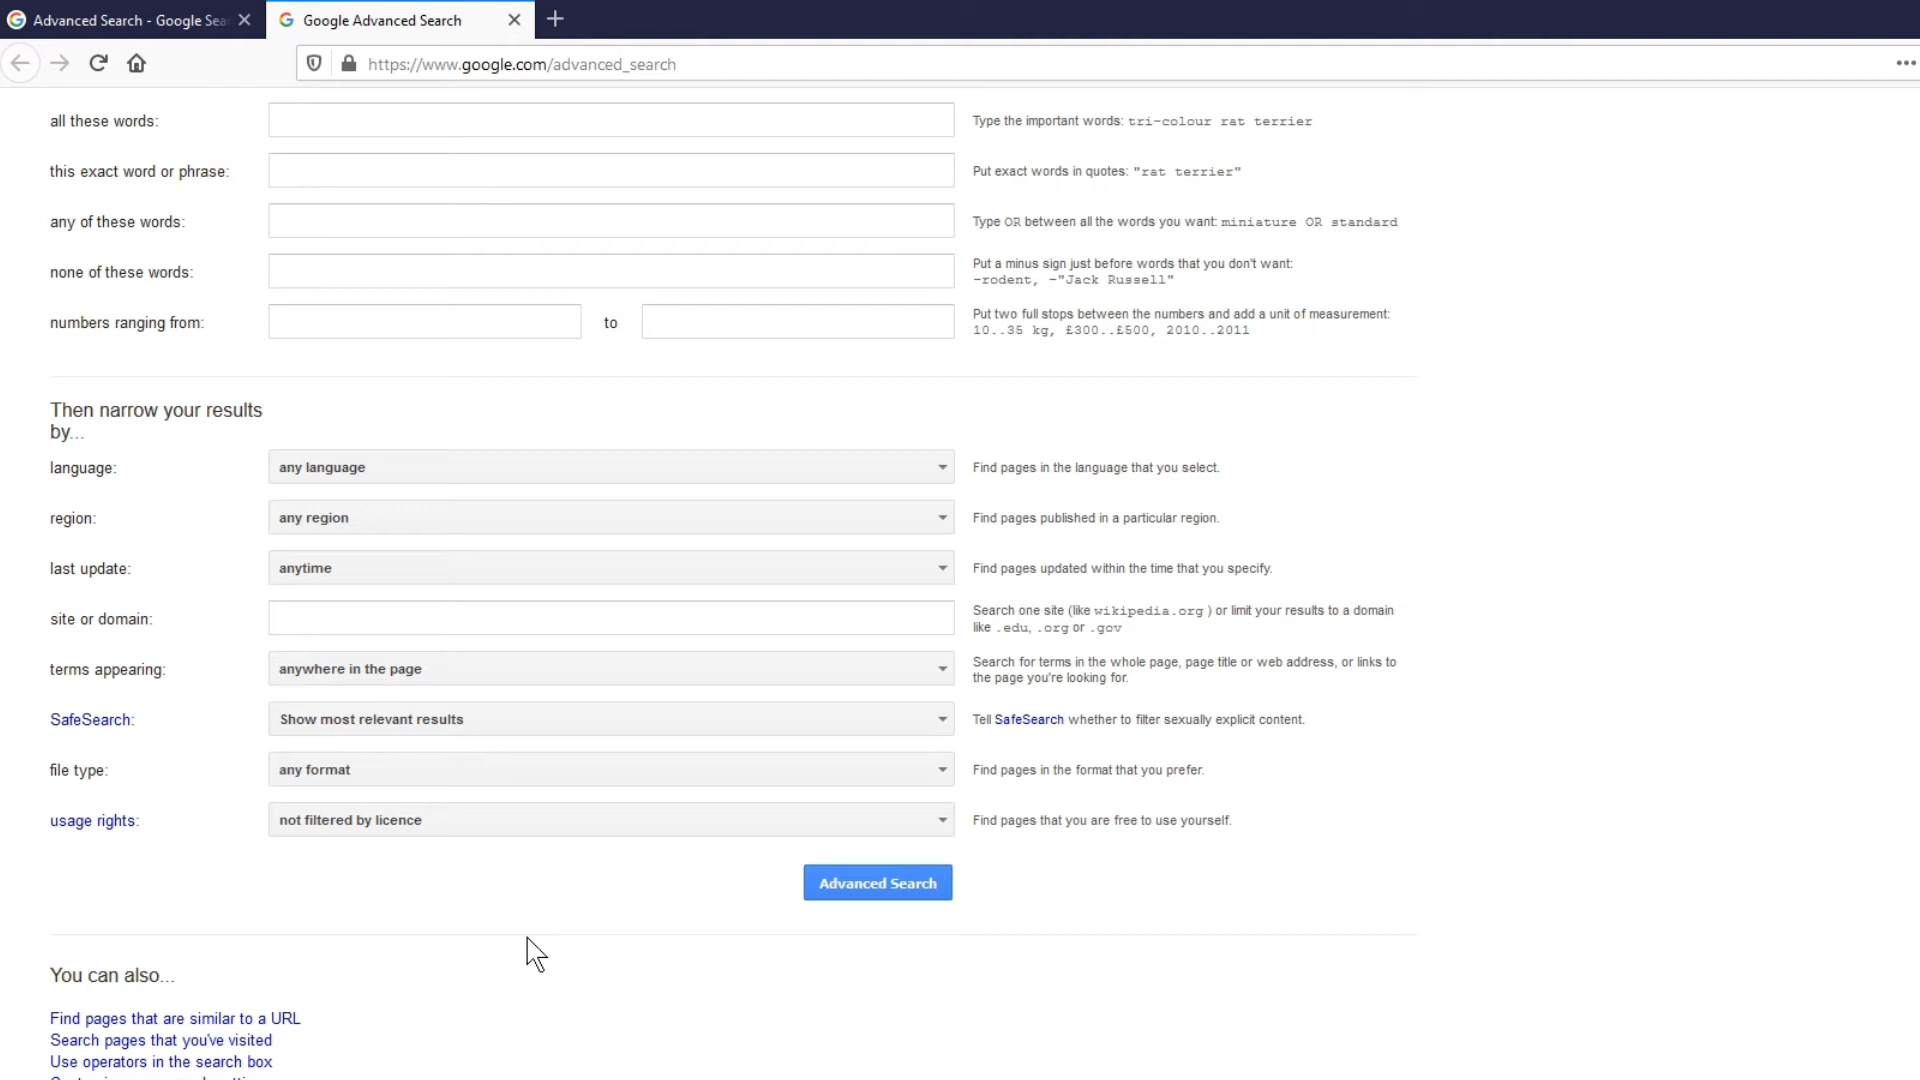 Advanced Search - Google Sea
Google Advanced Search
https://www.google.com/advanced_search
all these words:
Type the important words: tri-colour rat terrier
this exact word or phrase:
Put exact words in quotes: "rat terrier"
any of these words:
Type OR between all the words you want: miniature OR standard
none of these words:
Put a minus sign just before words that you don't want:
-rodent, -"Jack Russell"
numbers ranging from:
to
Put two full stops between the numbers and add a unit of measurement:
10..35 kg, £300..£500, 2010..2011
Then narrow your results
by...
language:
any language
Find pages in the language that you select.
region:
any region
Find pages published in a particular region.
last update:
anytime
Find pages updated within the time that you specify.
site or domain:
Search one site (like wikipedia.org ) or limit your results to a domain
like .edu, .org or .gov
terms appearing:
anywhere in the page
Search for terms in the whole page, page title or web address, or links to
the page you're looking for.
SafeSearch:
Show most relevant results
Tell SafeSearch whether to filter sexually explicit content.
file type:
any format
Find pages in the format that you prefer.
usage rights:
not filtered by licence
Find pages that you are free to use yourself.
Advanced Search
You can also...
Find pages that are similar to a URL
Search pages that you've visited
Use operators in the search box